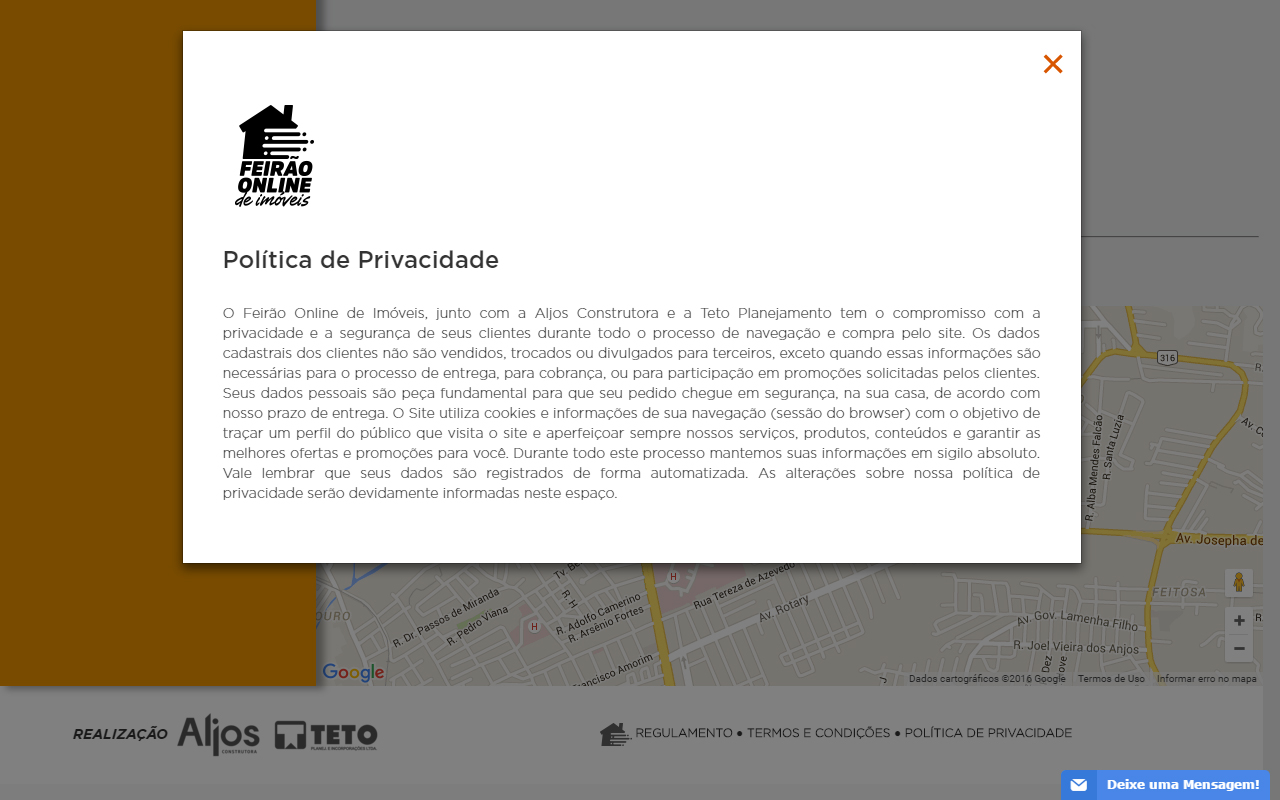 FEIRÃO
ONLINE
de imóveis
Política de Privacidade
O Feirão Online de Imóveis, junto com a Aljos Construtora e a Teto Planejamento tem o compromisso com a
privacidade e a segurança de seus clientes durante todo o processo de navegação e compra pelo site. Os dados
cadastrais dos clientes não são vendidos, trocados ou divulgados para terceiros, exceto quando essas informações são
necessárias para o processo de entrega, para cobrança, ou para participação em promoções solicitadas pelos clientes.
Seus dados pessoais são peça fundamental para que seu pedido chegue em segurança, na sua casa, de acordo com
nosso prazo de entrega. O Site utiliza cookies e informações de sua navegação (sessão do browser) com o objetivo de
traçar um perfil do público que visita o site e aperfeiçoar sempre nossos serviços, produtos, conteúdos e garantir as
melhores ofertas e promoções para você. Durante todo este processo mantemos suas informações em sigilo absoluto.
Vale lembrar que seus dados são registrados de forma automatizada. As alterações sobre nossa política de
privacidade serão devidamente informadas neste espaço.
316
R.
Av. C
R. Alba Mendes Falcão
R. Santa Luzia
Av. Josepha de
H
Rua Tereza de Azevedo
Av. Rotary
FEITOSA
OURO
R. Dr. Passos de Miranda
R. Pedro Viana
R. H
H
R. Adolfo Camerino
R. Arsênio Fortes
Av. Gov. Lamenha Filho
R. Joel Vieira dos Anjos
R.
Francisco Amorim
+
−
Google
Dados cartográficos ©2016 Google
Termos de Uso
Informar erro no mapa
REALIZAÇÃO
Aljos
CONSTRUTORA
TETO
PLANEJ. E INCORPORAÇÕES LTDA.
REGULAMENTO ● TERMOS E CONDIÇÕES ● POLÍTICA DE PRIVACIDADE
Deixe uma Mensagem!